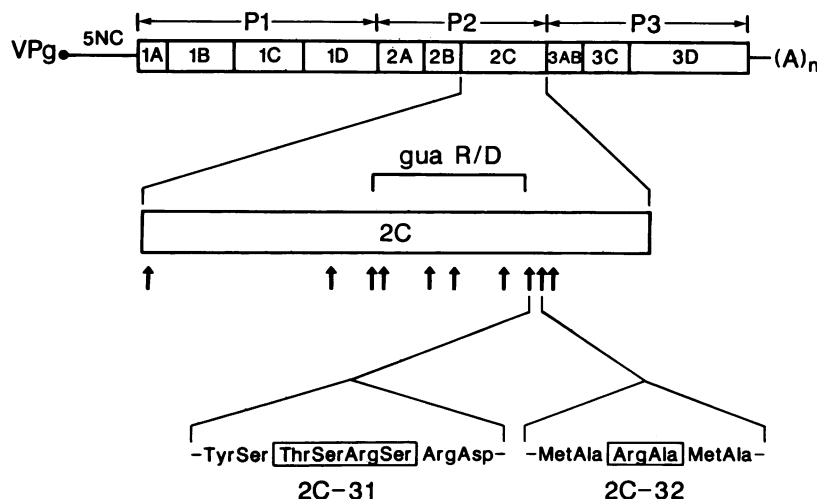 P1 P2 P3
VPg 5NC 1A 1B 1C 1D 2A 2B 2C 3AB 3C 3D (A)n
gua R/D
2C
-TyrSer ThrSerArgSer ArgAsp- -MetAla ArgAla MetAla-
2C-31 2C-32